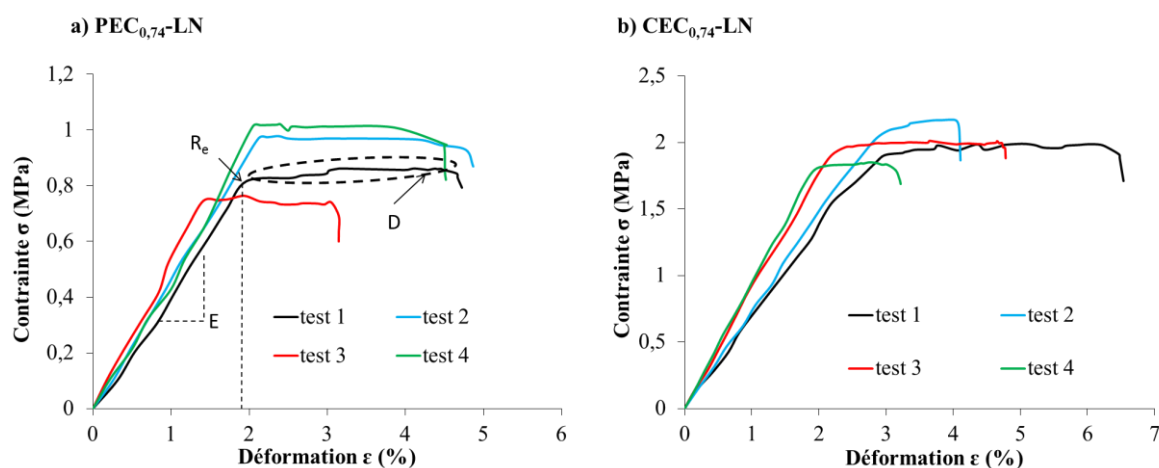 a) PEC0,74-LN
Contrainte σ (MPa)
1,2
1
0,8
0,6
0,4
0,2
0
Re
D
E
test 1
test 2
test 3
test 4
0 1 2 3 4 5 6
Déformation ε (%)
b) CEC0,74-LN
Contrainte σ (MPa)
2,5
2
1,5
1
0,5
0
test 1
test 2
test 3
test 4
0 1 2 3 4 5 6 7
Déformation ε (%)